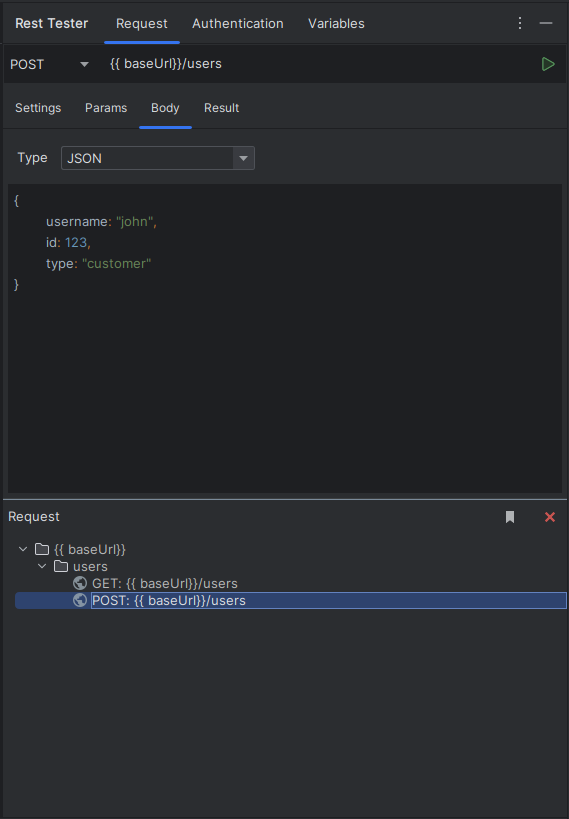 Rest Tester Request Authentication Variables
POST {{ baseUrl}}/users
Settings Params Body Result
Type JSON
{
username: "john",
id: 123,
type: "customer"
}
Request
{{ baseUrl}}
users
GET: {{ baseUrl}}/users
POST: {{ baseUrl}}/users